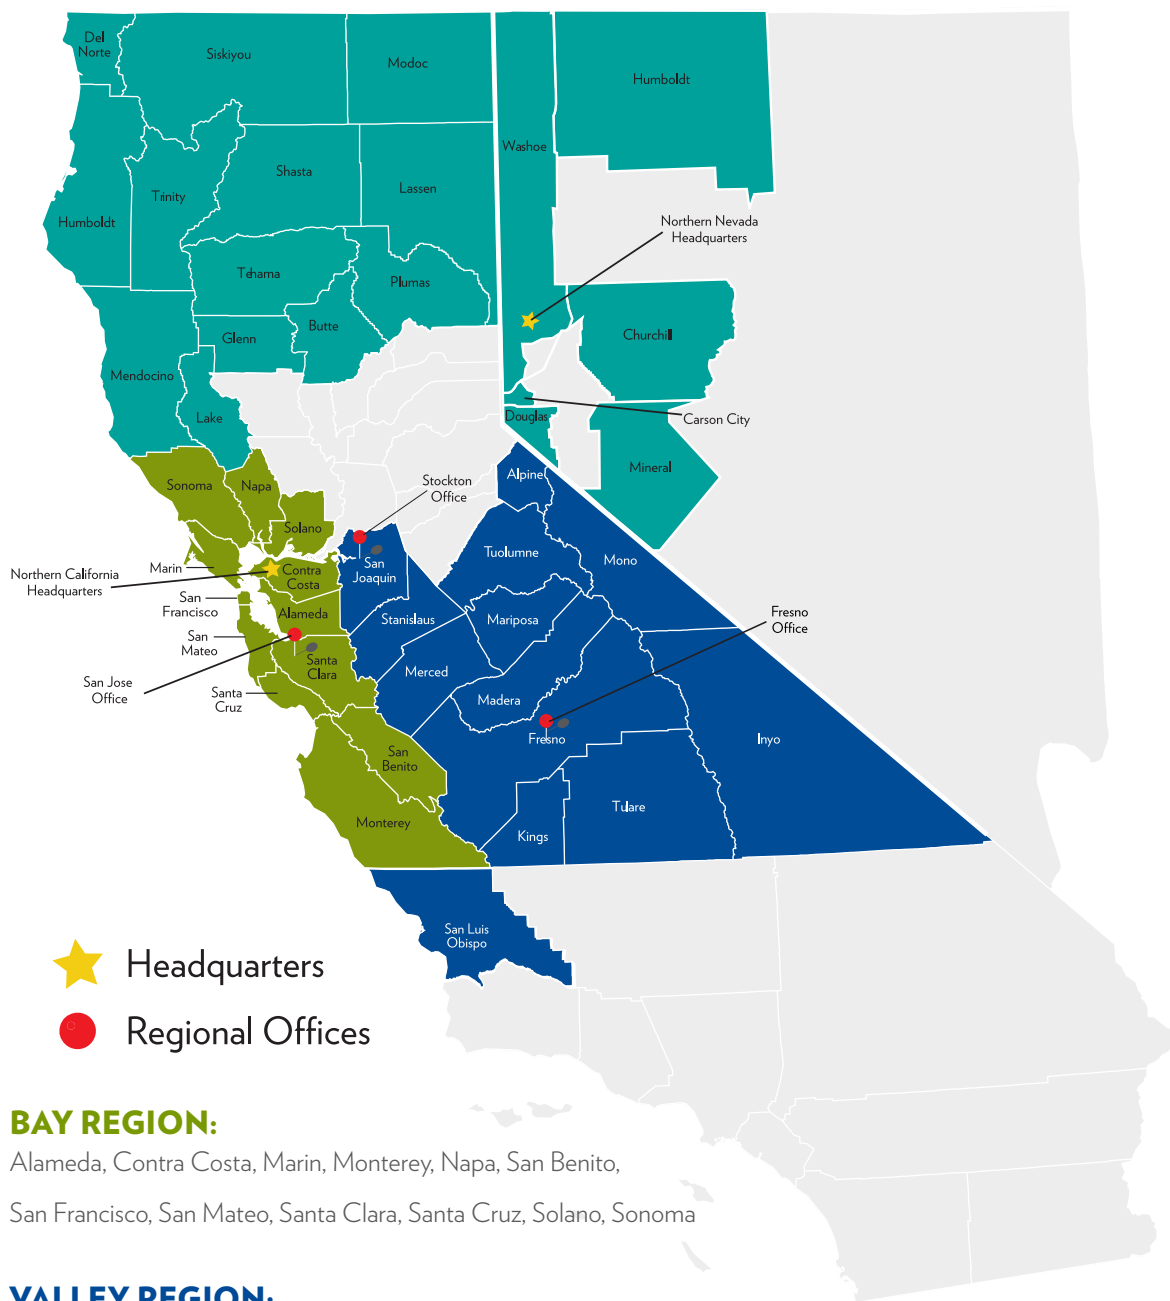 Del
Norte
Siskiyou
Modoc
Humboldt
Washoe
Shasta
Lassen
Trinity
Humboldt
Northern Nevada
Headquarters
Tehama
Plumas
Butte
Glenn
Churchill
Mendocino
Lake
Douglas
Carson City
Mineral
Sonoma
Napa
Stockton
Office
Alpine
Solano
Tuolumne
Mono
Marin
Northern California
Headquarters
Contra
Costa
San
Joaquin
San
Francisco
Alameda
Stanislaus
Mariposa
Fresno
Office
San
Mateo
Santa
Clara
Merced
San Jose
Office
Santa
Cruz
Madera
Fresno
Inyo
San
Benito
Tulare
Monterey
Kings
San Luis
Obispo
Headquarters
Regional Offices
BAY REGION:
Alameda, Contra Costa, Marin, Monterey, Napa, San Benito,
San Francisco, San Mateo, Santa Clara, Santa Cruz, Solano, Sonoma
VALLEY REGION: